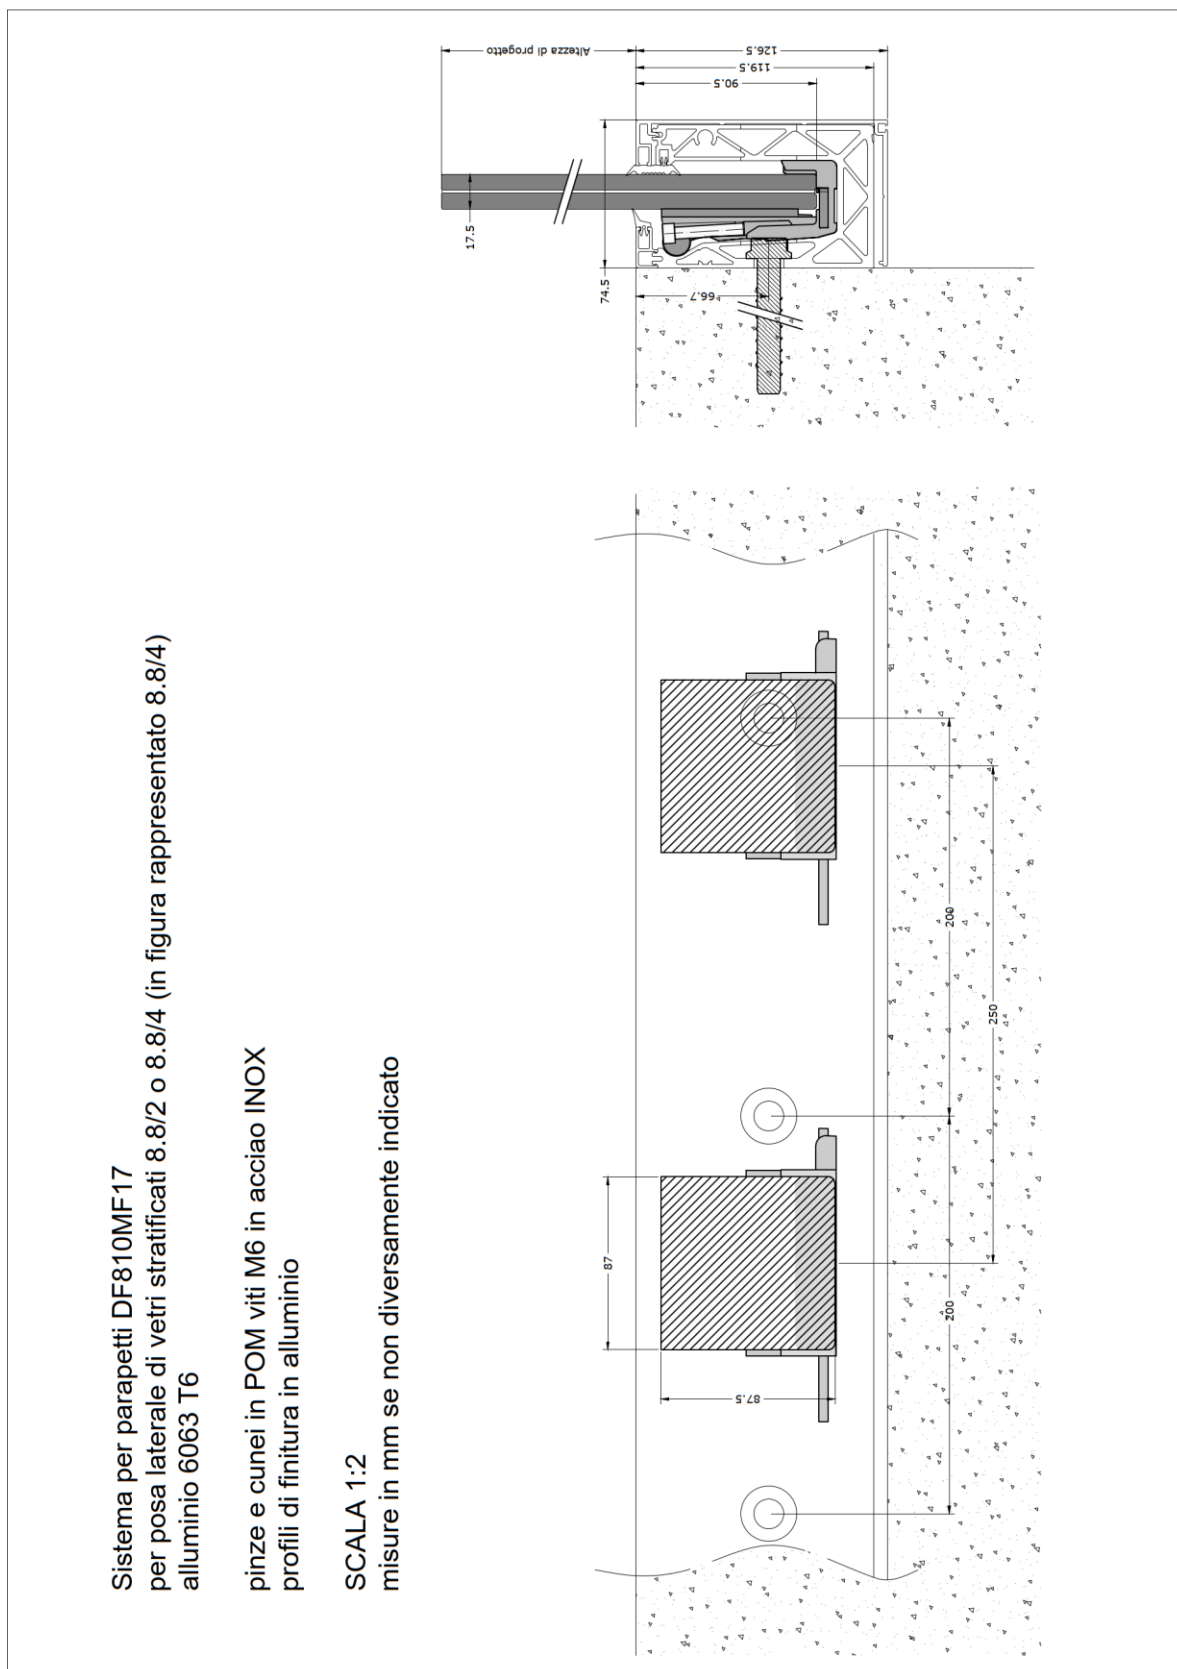 Sistema per parapetti DF810MF17
per posa laterale di vetri stratificati 8.8/2 o 8.8/4 (in figura rappresentato 8.8/4)
alluminio 6063 T6
pinze e cunei in POM viti M6 in acciao INOX
profili di finitura in alluminio
SCALA 1:2
misure in mm se non diversamente indicato
Altezza di progetto
126.5
119.5
90.5
17.5
74.5
66.7
200
250
87
200
87.5